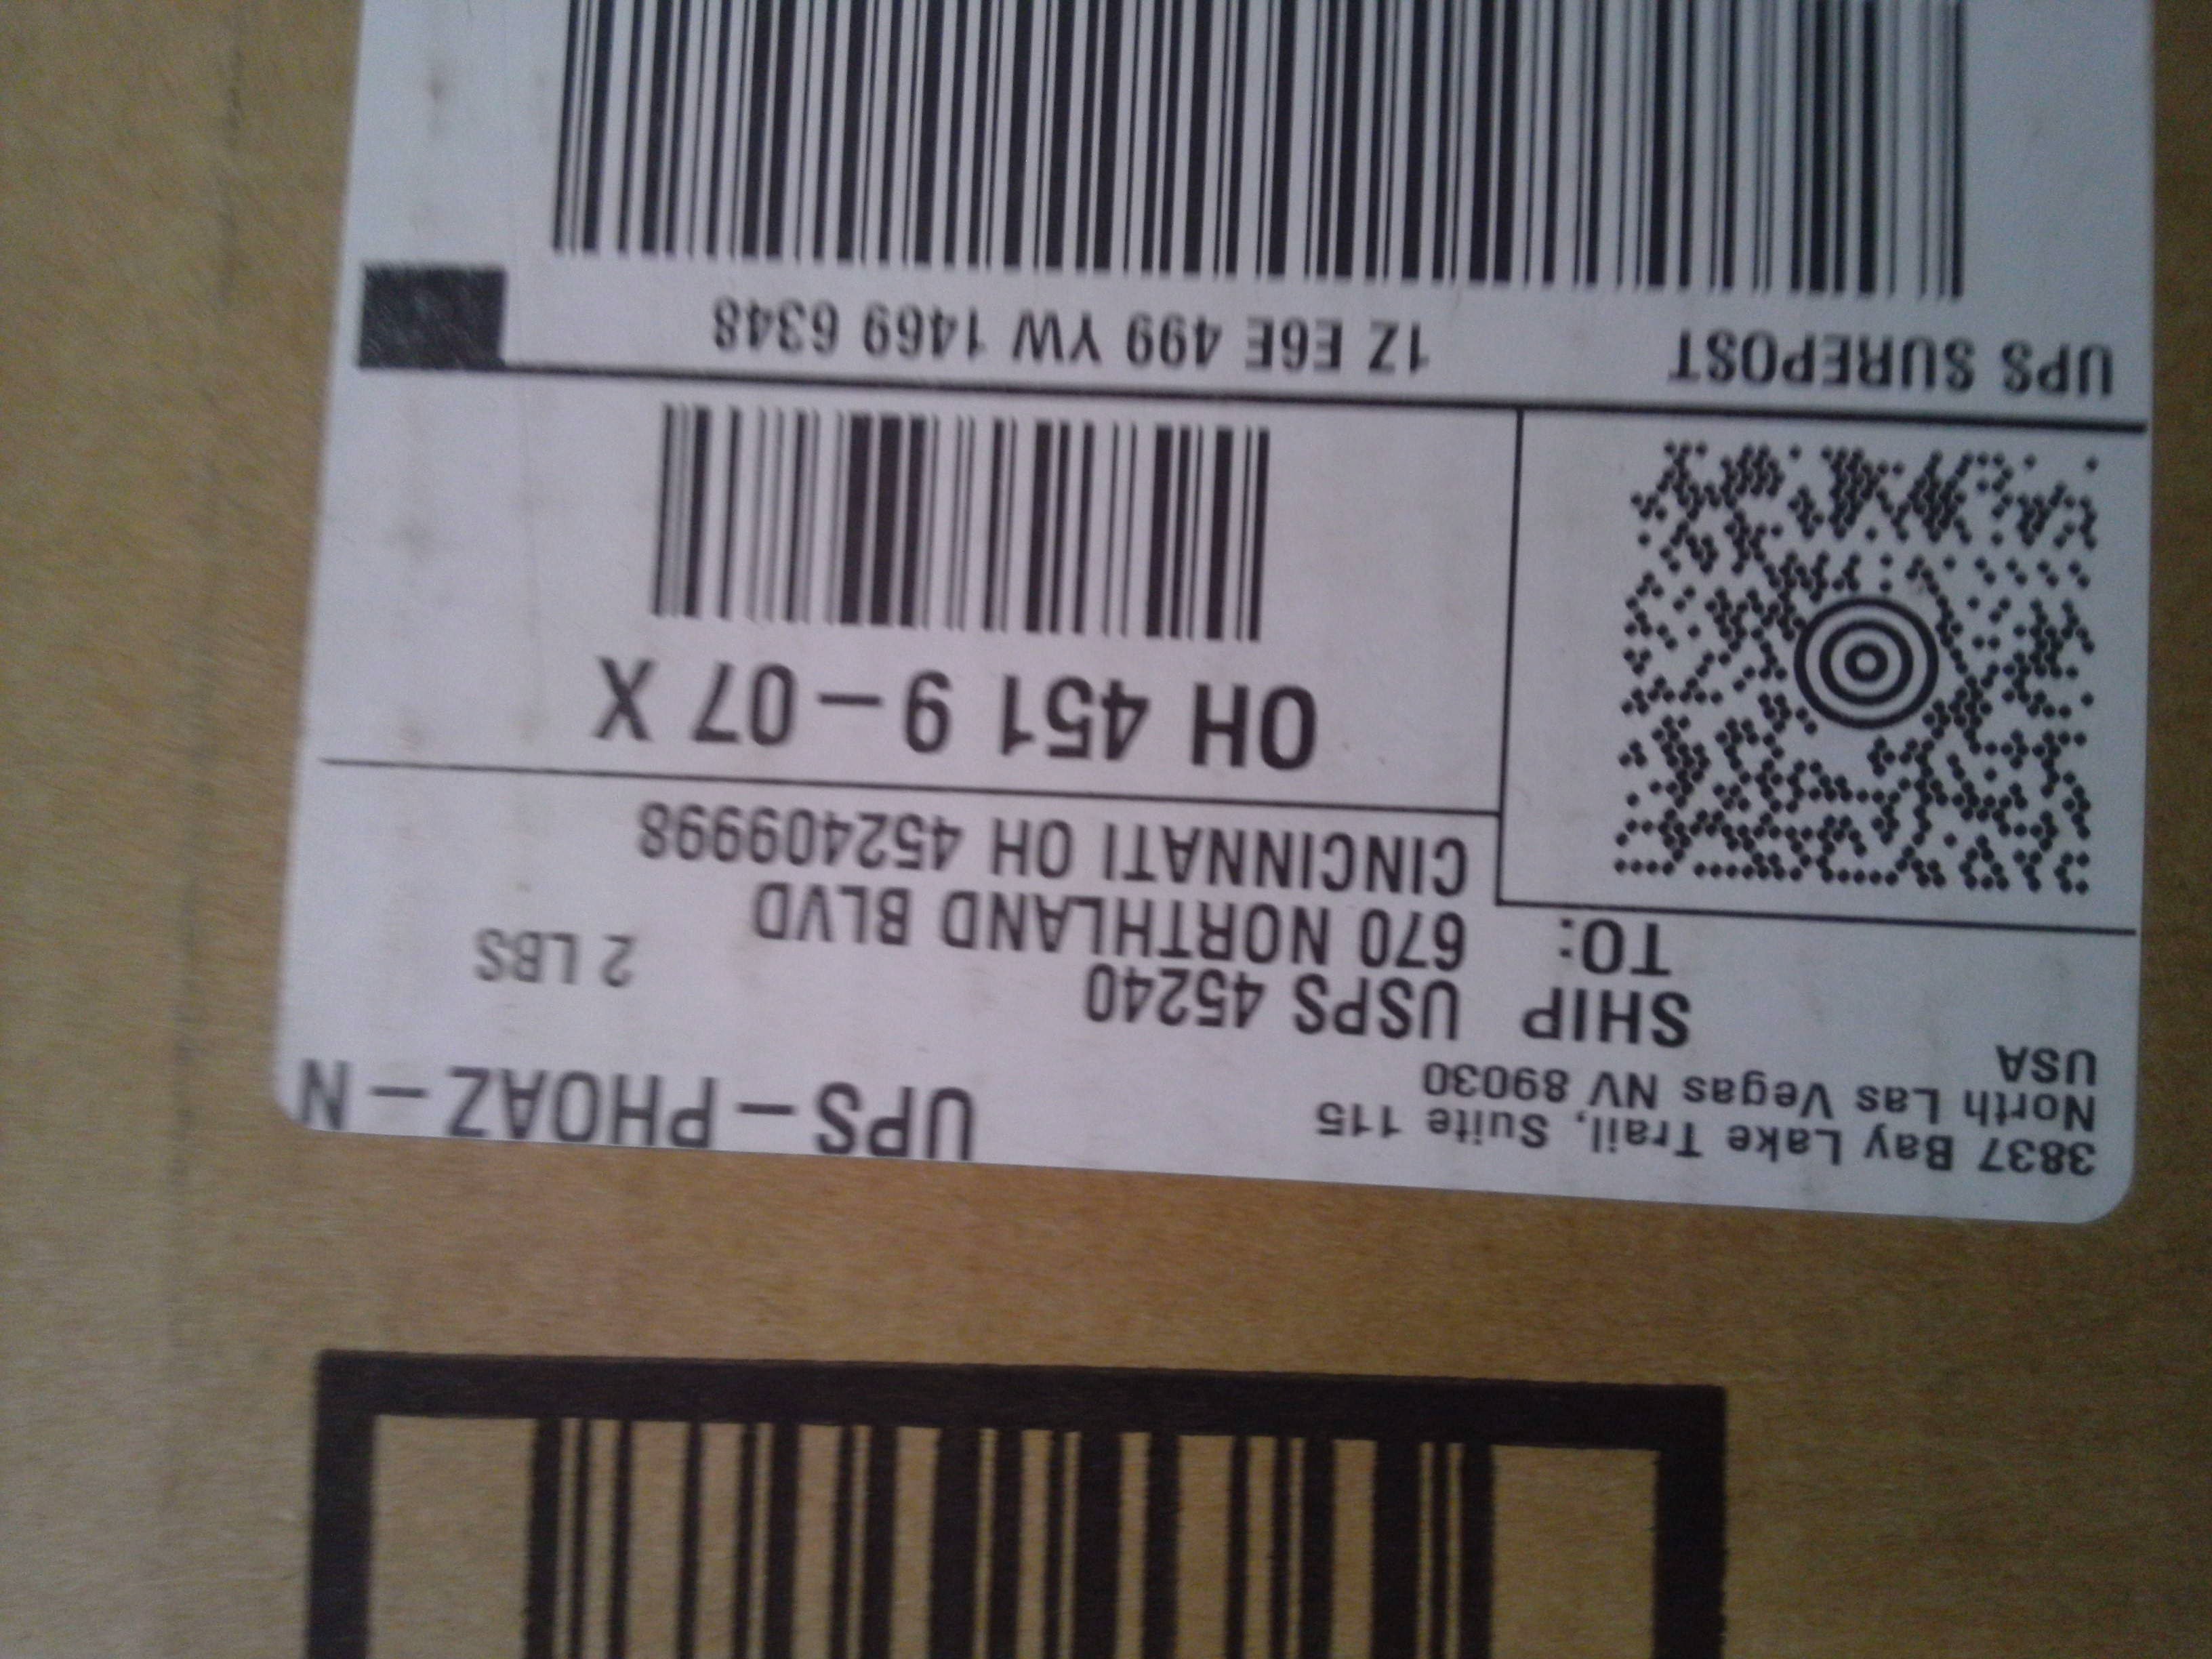 3837 Bay Lake Trail, Suite 115
North Las Vegas NV 89030
USA
UPS - PHOAZ - N
SHIP
TO:
USPS 45240
670 NORTHLAND BLVD
CINCINNATI OH 452409998
2 LBS
OH 451 9-07 X
UPS SUREPOST
1Z E6E 499 YW 1469 6348